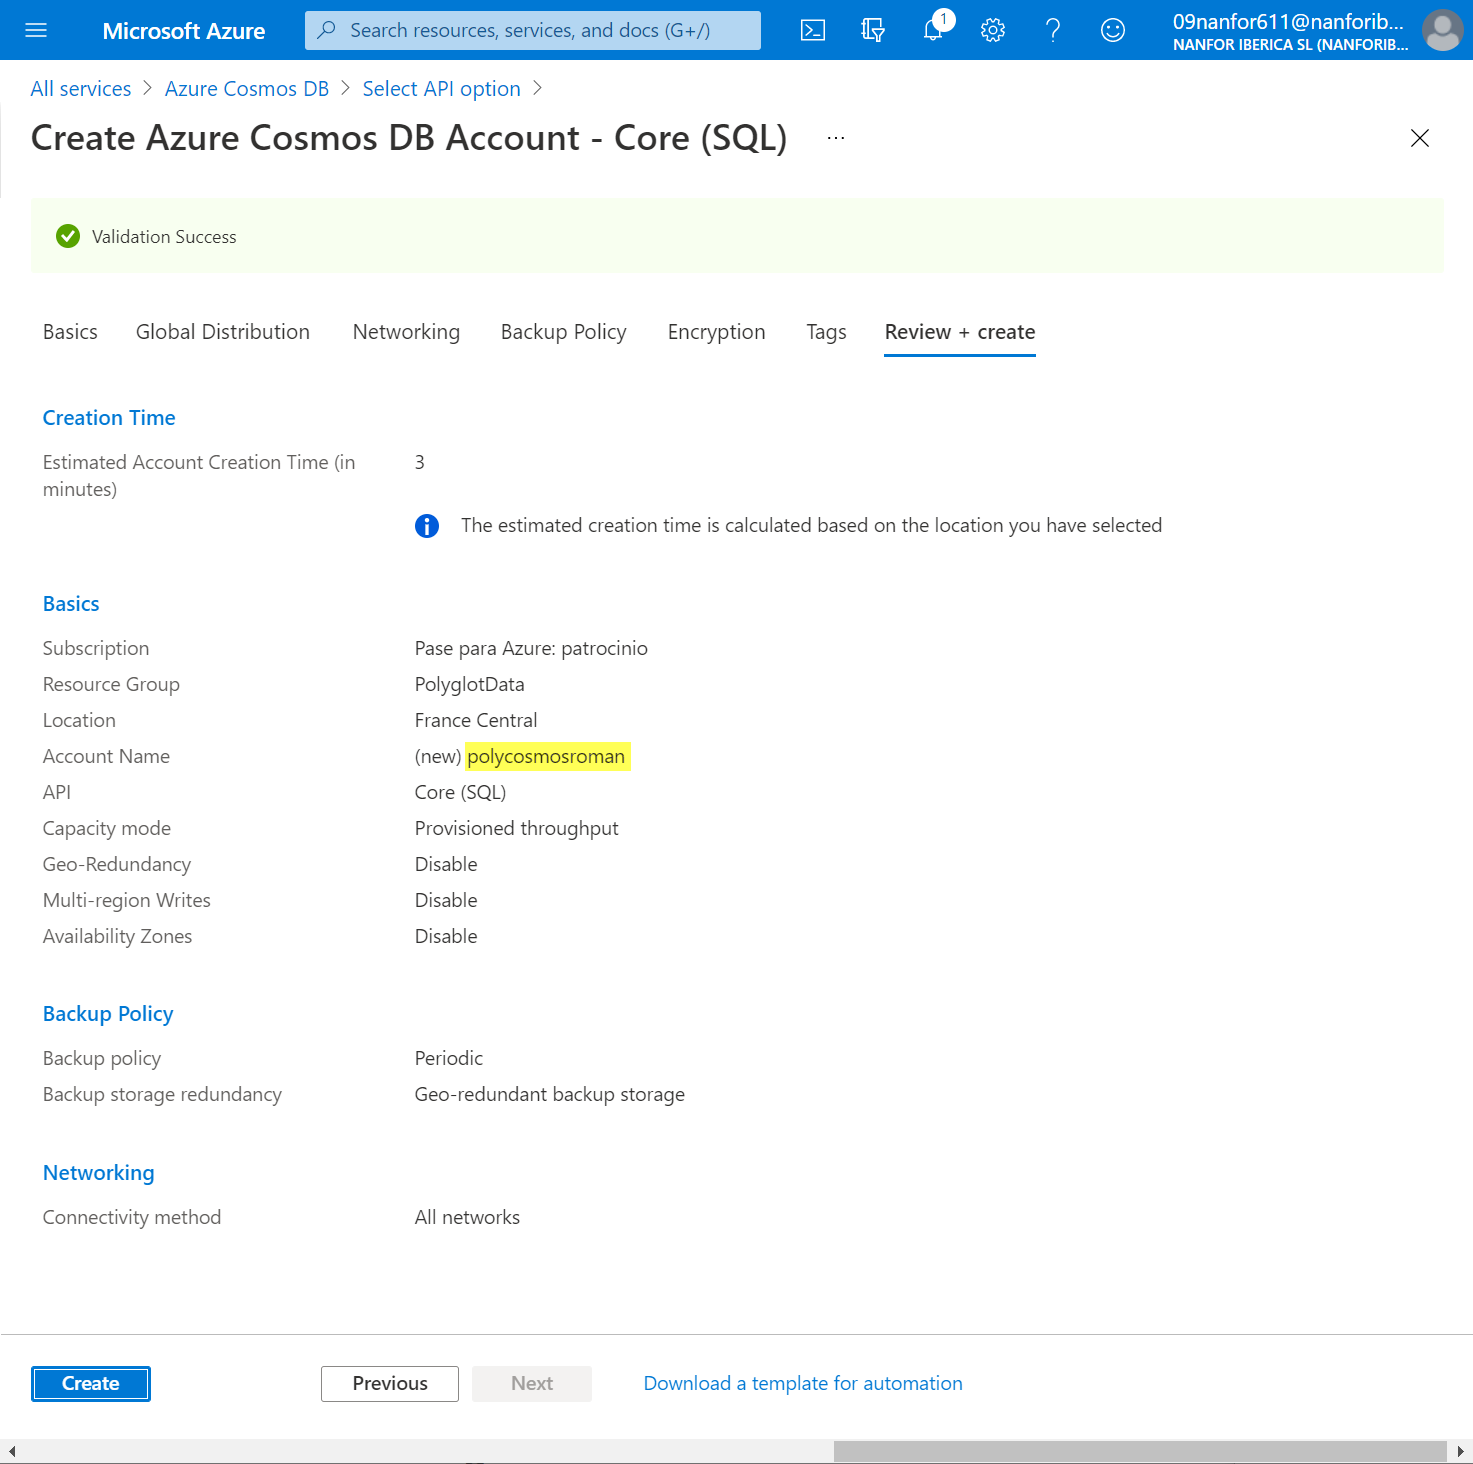 Microsoft Azure
Search resources, services, and docs (G+/)
1
09nanfor611@nanforib...
NANFOR IBERICA SL (NANFORIB...
All services > Azure Cosmos DB > Select API option >
Create Azure Cosmos DB Account - Core (SQL) ...
Validation Success
Basics Global Distribution Networking Backup Policy Encryption Tags Review + create
Creation Time
Estimated Account Creation Time (in minutes) 3
The estimated creation time is calculated based on the location you have selected
Basics
Subscription Pase para Azure: patrocinio
Resource Group PolyglotData
Location France Central
Account Name (new) polycosmosroman
API Core (SQL)
Capacity mode Provisioned throughput
Geo-Redundancy Disable
Multi-region Writes Disable
Availability Zones Disable
Backup Policy
Backup policy Periodic
Backup storage redundancy Geo-redundant backup storage
Networking
Connectivity method All networks
Create Previous Next Download a template for automation